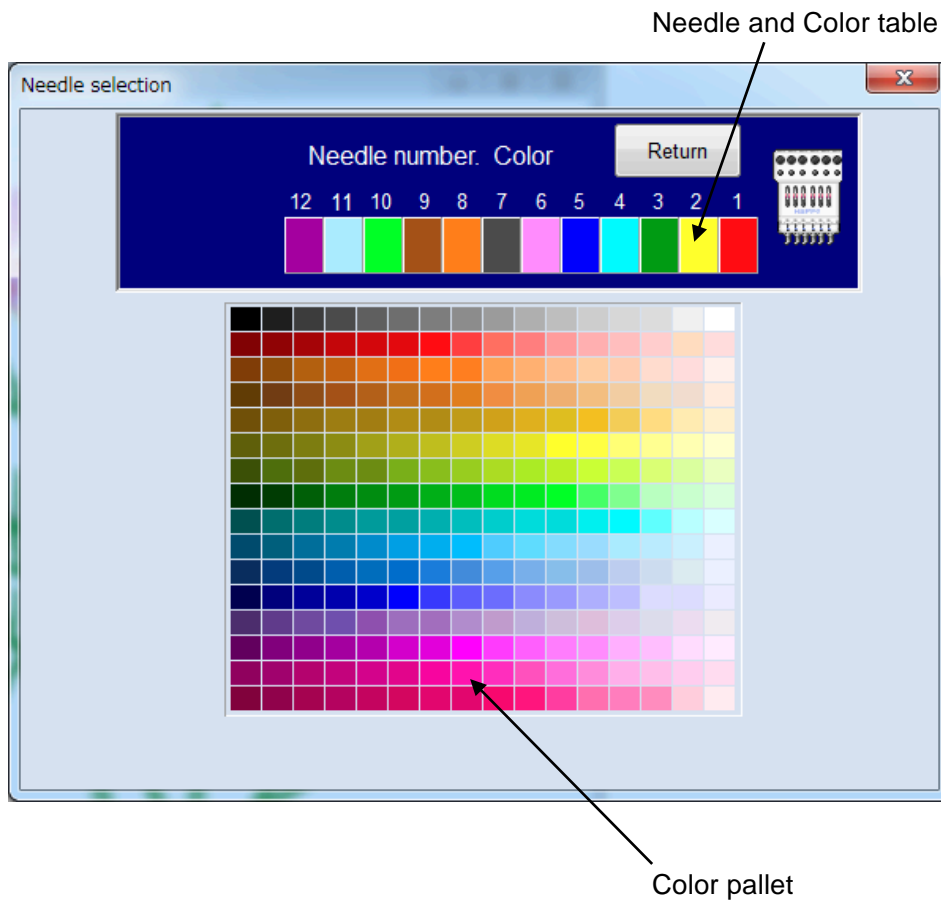 Needle and Color table
Needle selection
Needle number. Color
Return
12 11 10 9 8 7 6 5 4 3 2 1
Color pallet